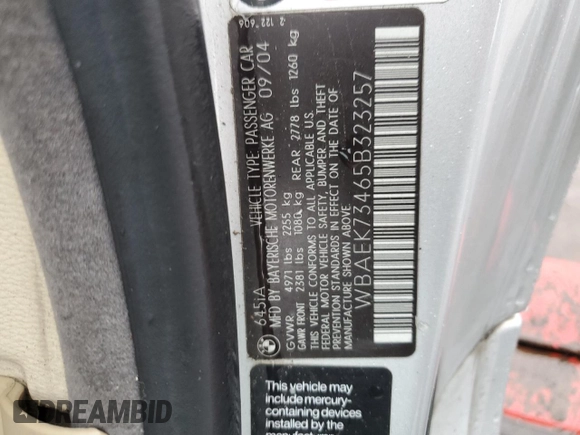 2 122 606
645iA VEHICLE TYPE: PASSENGER CAR
MFD BY BAYERISCHE MOTORENWERKE AG 09/04
GVWR 4971 lbs 2255 kg
GAWR FRONT 2381 lbs 1080 kg REAR 2778 lbs 1260 kg
THIS VEHICLE CONFORMS TO ALL APPLICABLE U.S.
FEDERAL MOTOR VEHICLE SAFETY, BUMPER AND THEFT
PREVENTION STANDARDS IN EFFECT ON THE DATE OF
MANUFACTURE SHOWN ABOVE.
WBAEK73465B323257
This vehicle may
include mercury-
containing devices
installed by the
manufacturer
DREAMBID